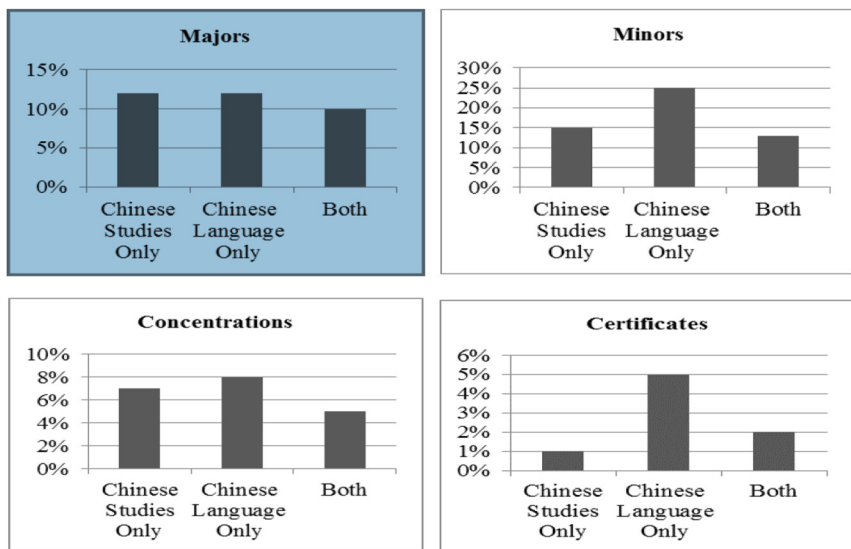 Majors
15%
10%
5%
0%
Chinese Studies Only
Chinese Language Only
Both
Minors
30%
25%
20%
15%
10%
5%
0%
Chinese Studies Only
Chinese Language Only
Both
Concentrations
10%
8%
6%
4%
2%
0%
Chinese Studies Only
Chinese Language Only
Both
Certificates
6%
5%
4%
3%
2%
1%
0%
Chinese Studies Only
Chinese Language Only
Both